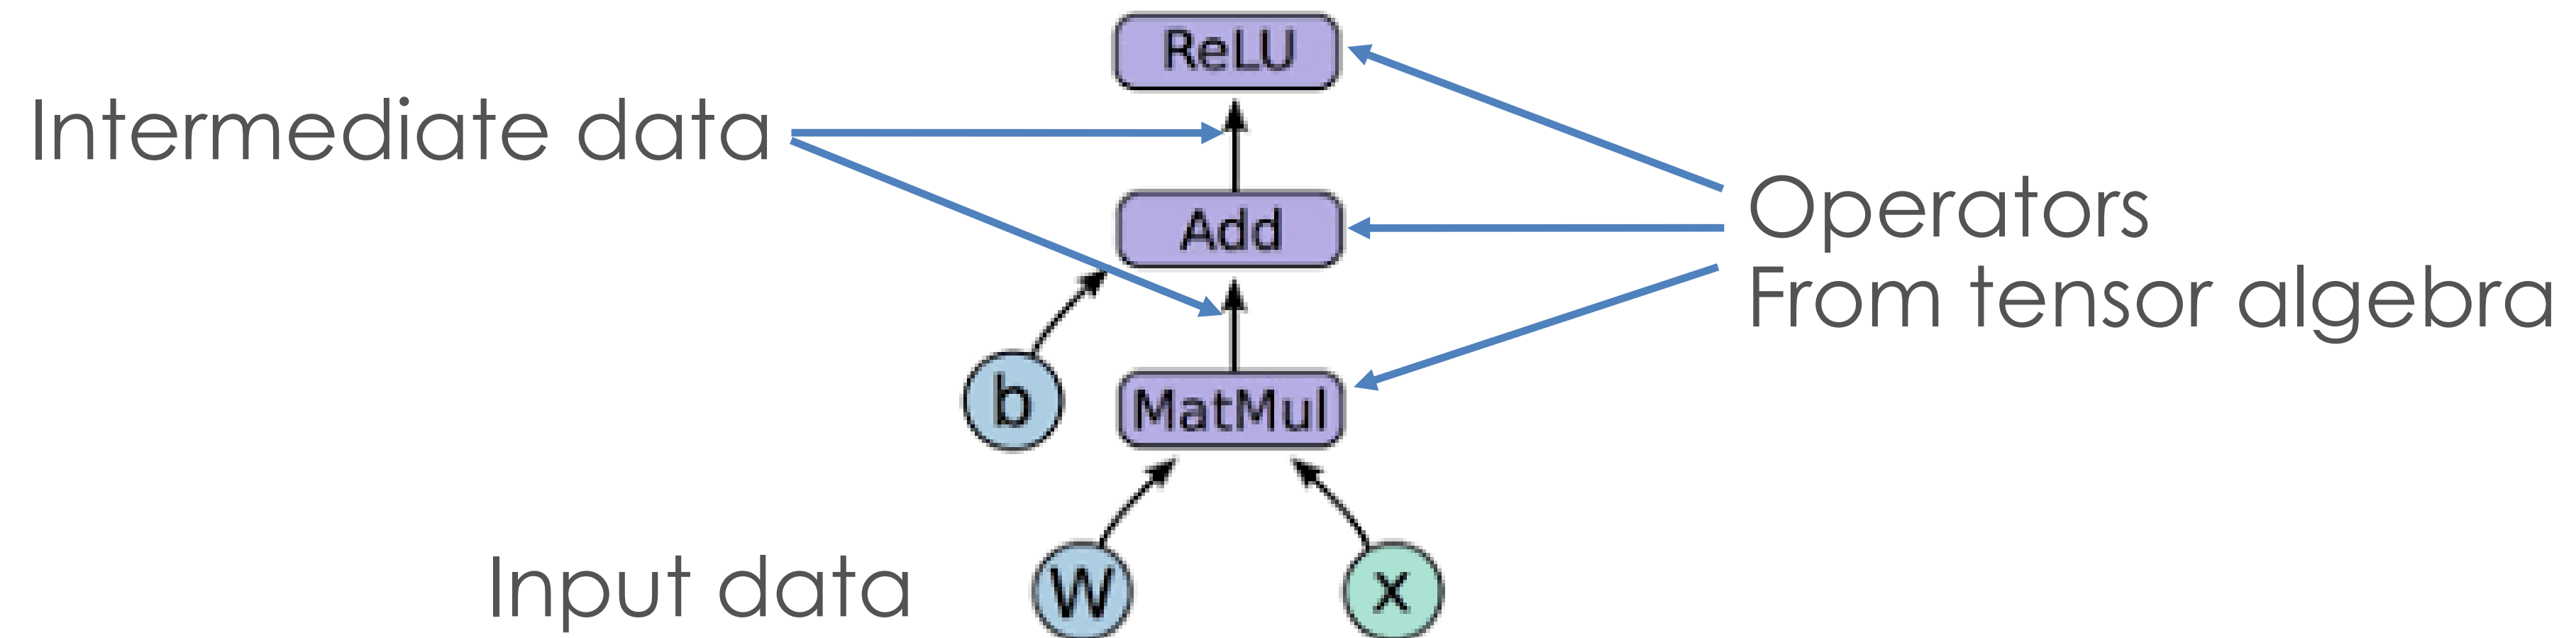 ReLU
Intermediate data
Add
Operators
From tensor algebra
b
MatMul
Input data
W
x